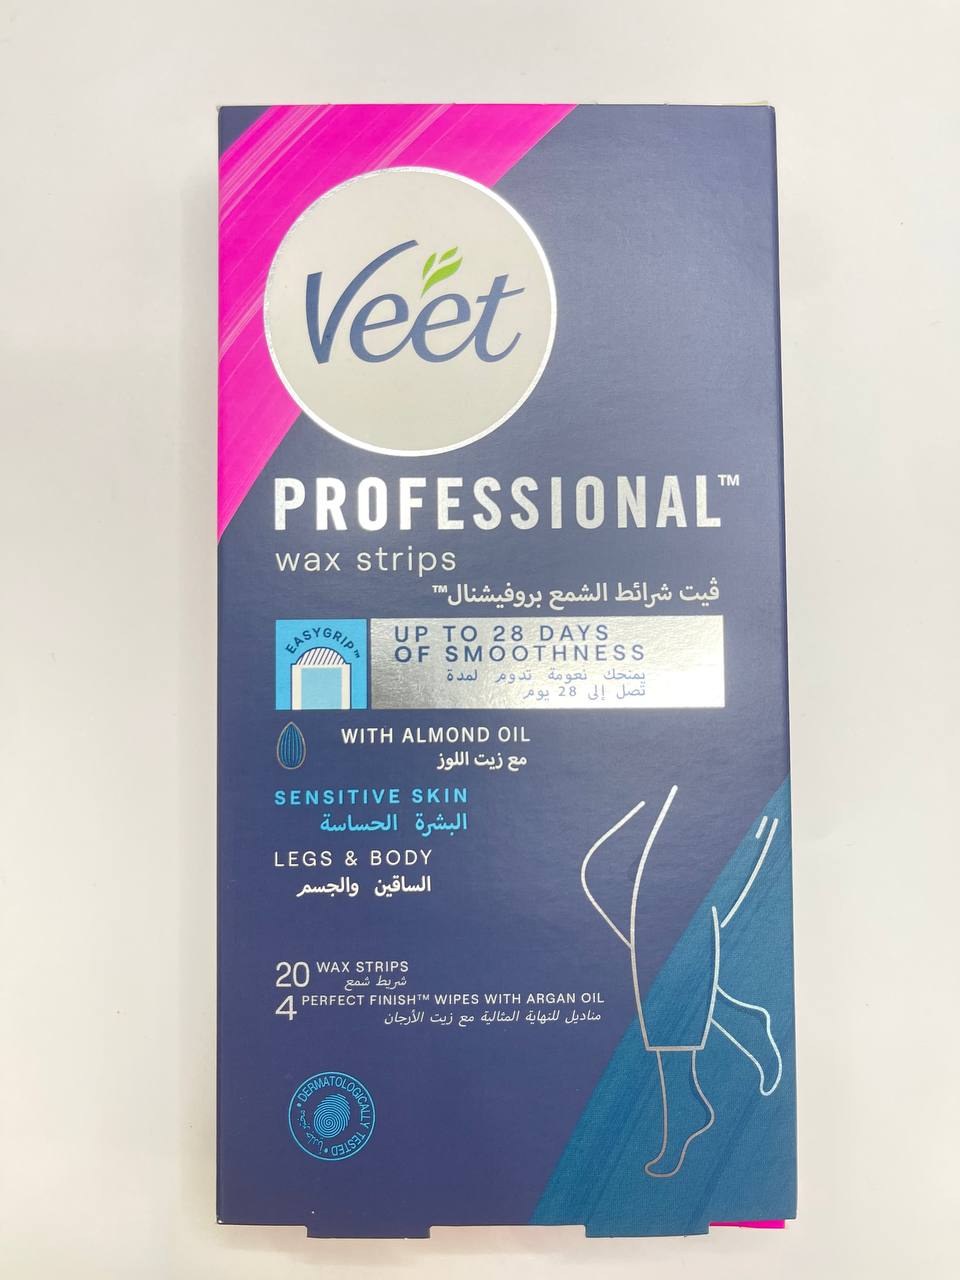 Veet
PROFESSIONAL™
wax strips
ڤيت شرائط الشمع بروفيشنال™
EASYGRIP™
UP TO 28 DAYS
OF SMOOTHNESS
يمنحك نعومة تدوم لمدة
تصل إلى 28 يوم
WITH ALMOND OIL
مع زيت اللوز
SENSITIVE SKIN
البشرة الحساسة
LEGS & BODY
الساقين والجسم
20 WAX STRIPS
شريط شمع
4 PERFECT FINISH™ WIPES WITH ARGAN OIL
مناديل للنهاية المثالية مع زيت الأرجان
• DERMATOLOGICALLY TESTED •